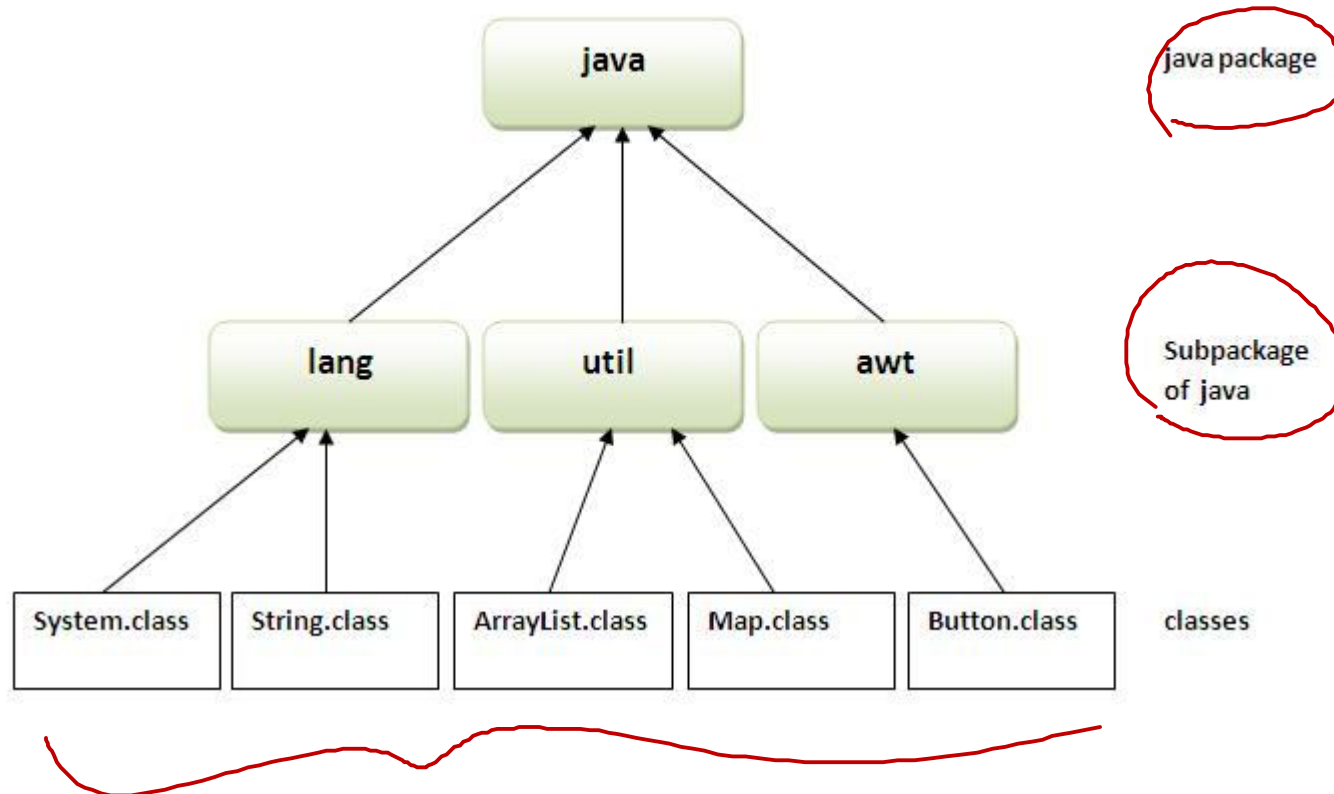 java
java package
lang
util
awt
Subpackage
of java
System.class
String.class
ArrayList.class
Map.class
Button.class
classes